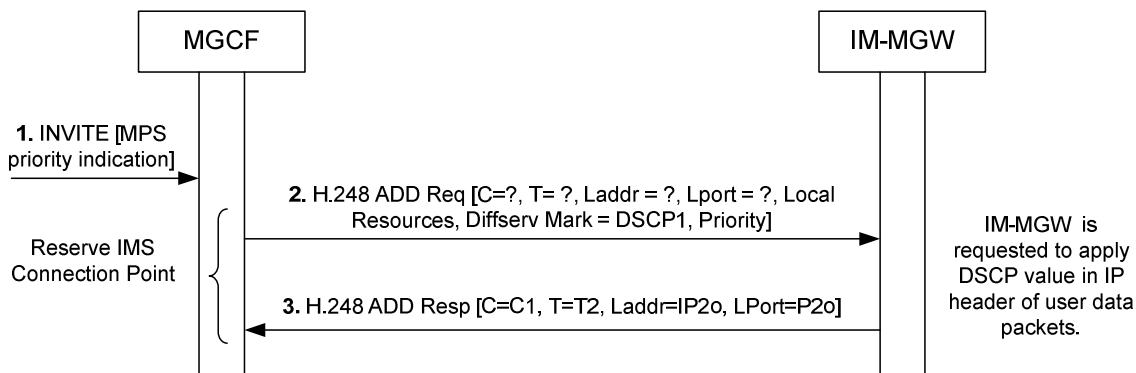 MGCF
IM-MGW
1. INVITE [MPS
priority indication]
2. H.248 ADD Req [C=?, T= ?, Laddr = ?, Lport = ?, Local
Resources, Diffserv Mark = DSCP1, Priority]
Reserve IMS
Connection Point
IM-MGW is
requested to apply
DSCP value in IP
header of user data
packets.
3. H.248 ADD Resp [C=C1, T=T2, Laddr=IP2o, LPort=P2o]